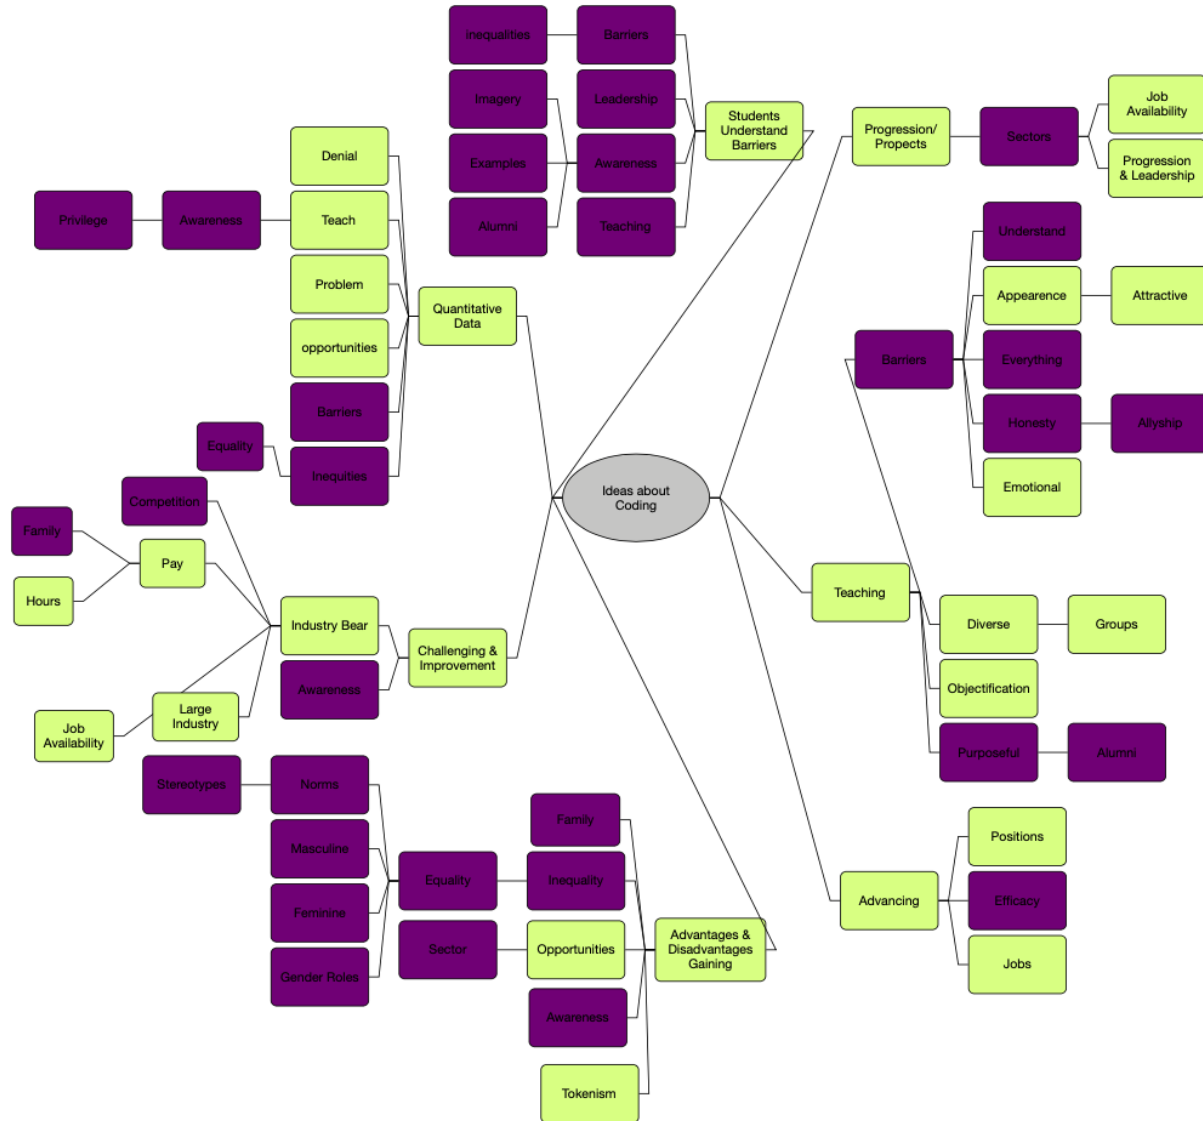 inequalities
Barriers
Imagery
Leadership
Examples
Awareness
Alumni
Teaching
Students
Understand
Barriers
Progression/
Propects
Sectors
Job
Availability
Progression
& Leadership
Denial
Privilege
Awareness
Teach
Problem
opportunities
Barriers
Equality
Inequities
Quantitative
Data
Understand
Appearence
Attractive
Barriers
Everything
Honesty
Allyship
Emotional
Ideas about
Coding
Competition
Family
Pay
Hours
Industry Bear
Awareness
Large
Industry
Job
Availability
Challenging &
Improvement
Teaching
Diverse
Groups
Objectification
Purposeful
Alumni
Stereotypes
Norms
Masculine
Feminine
Gender Roles
Equality
Sector
Family
Inequality
Opportunities
Awareness
Tokenism
Advantages &
Disadvantages
Gaining
Advancing
Positions
Efficacy
Jobs